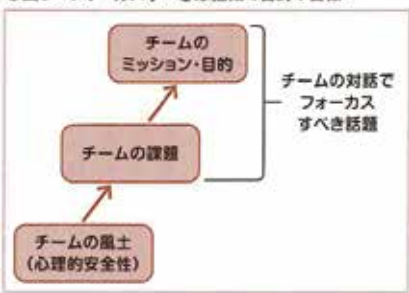 チームの
ミッション・目的
チームの対話で
フォーカス
すべき話題
チームの課題
チームの風土
(心理的安全性)